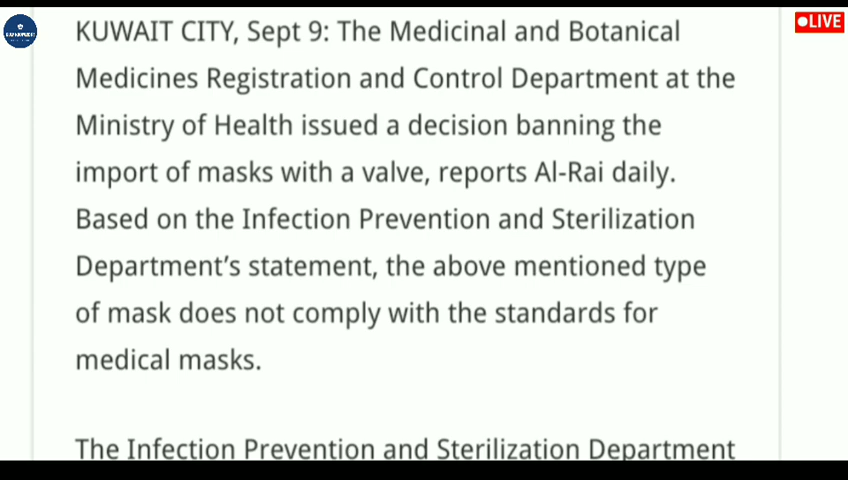 LIVE
KUWAIT CITY, Sept 9: The Medicinal and Botanical
Medicines Registration and Control Department at the
Ministry of Health issued a decision banning the
import of masks with a valve, reports Al-Rai daily.
Based on the Infection Prevention and Sterilization
Department’s statement, the above mentioned type
of mask does not comply with the standards for
medical masks.
The Infection Prevention and Sterilization Department